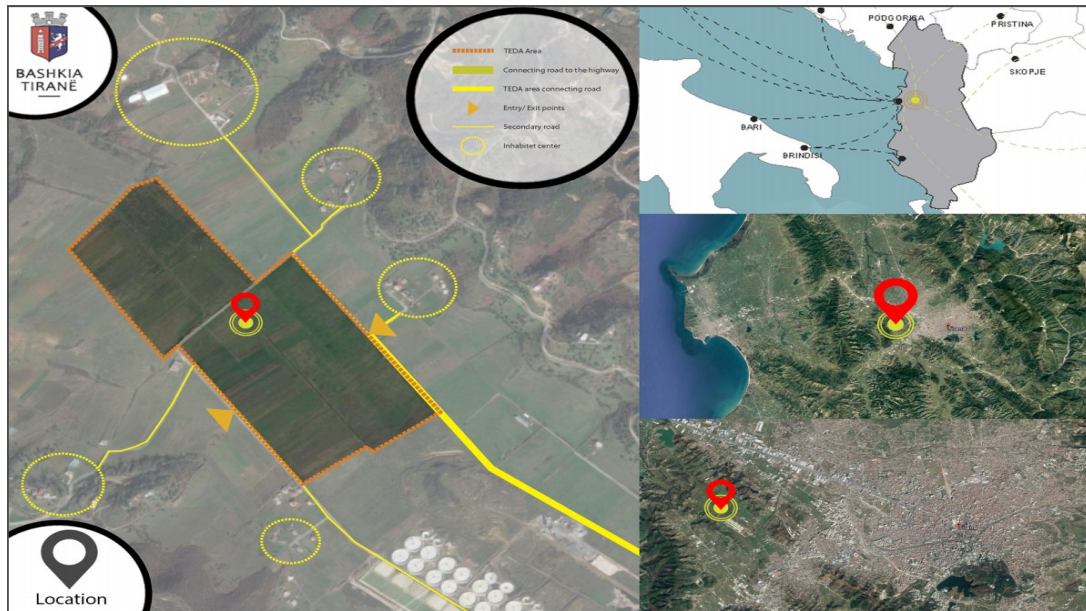 BASHKIA
TIRANË
TEDA Area
Connecting road to the highway
TEDA area connecting road
Entry/ Exit points
Secondary road
Inhabitet center
Location
PODGORICA
PRISTINA
SKOPJE
BARI
BRINDISI